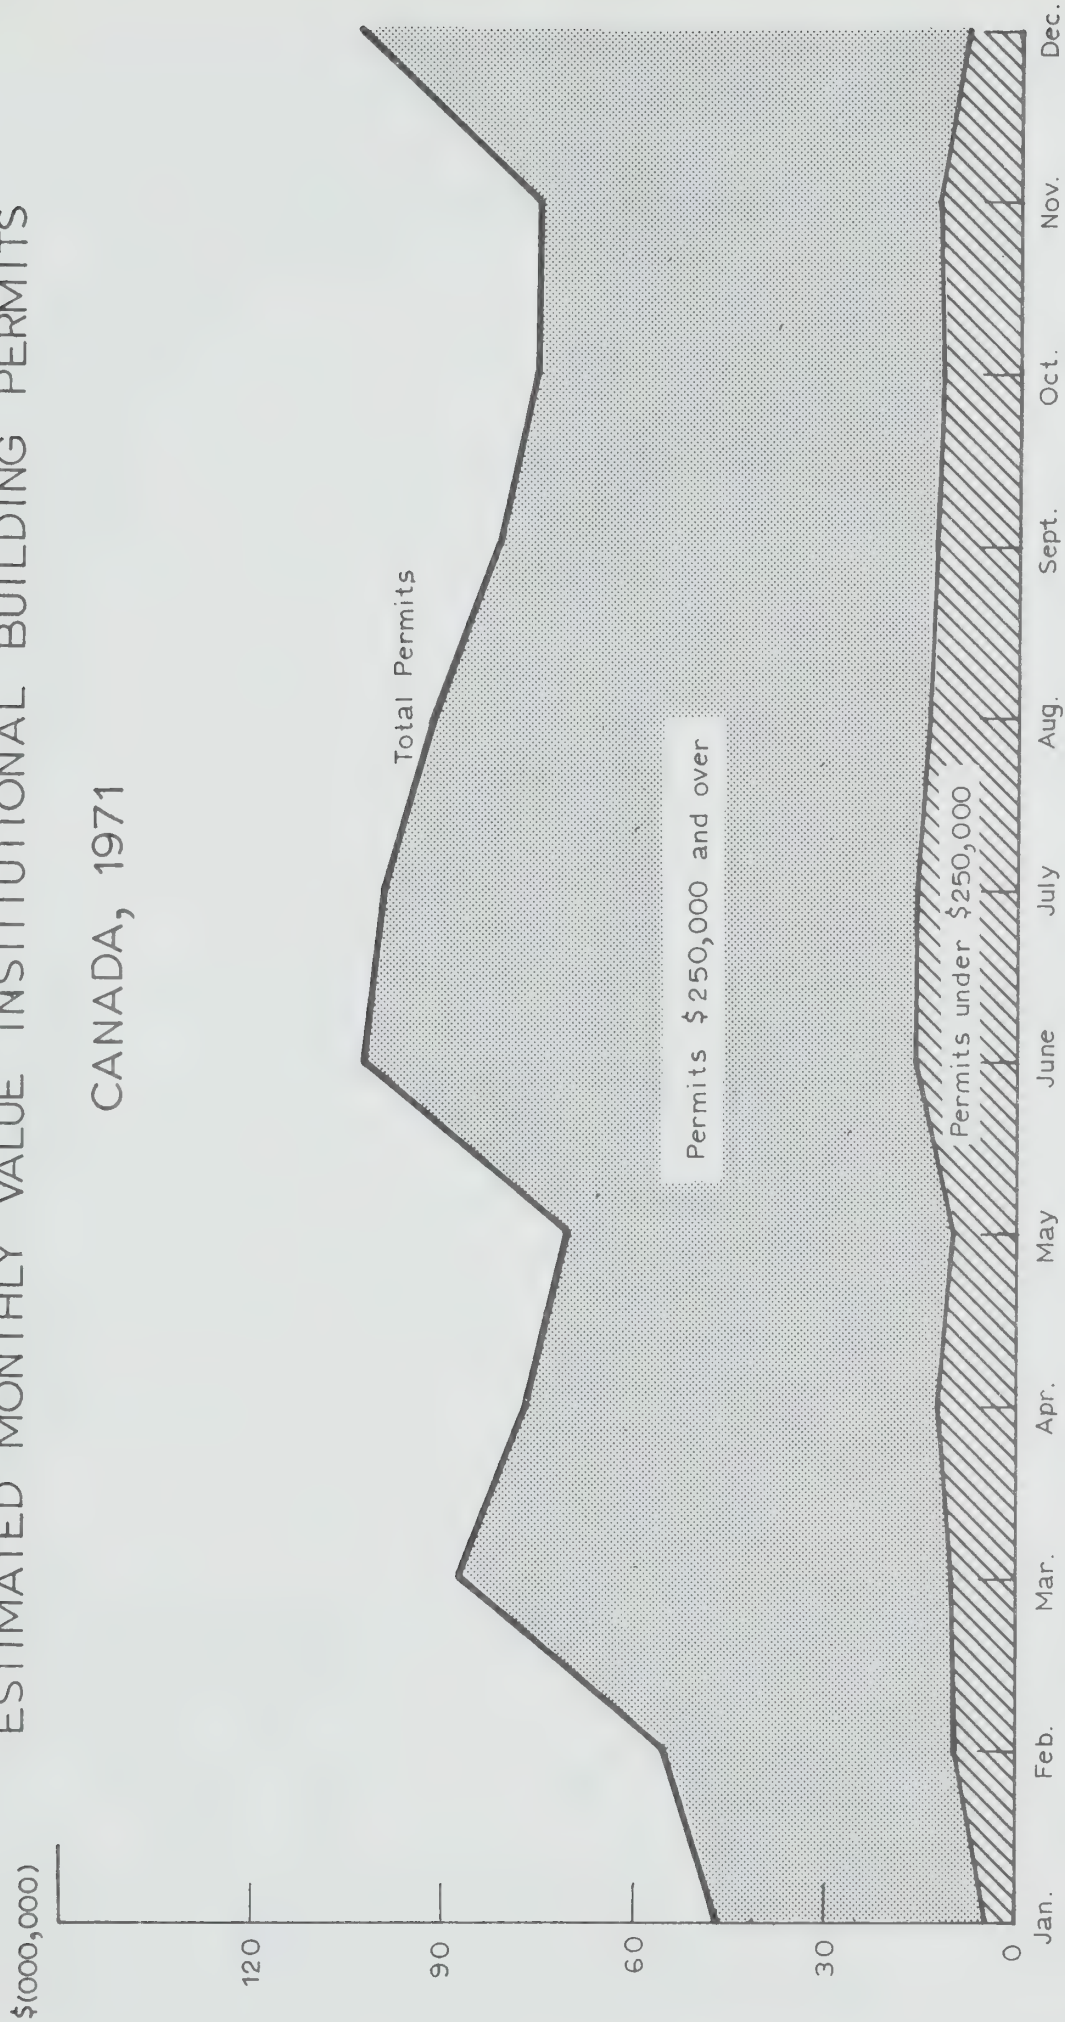 ESTIMATED MONTHLY VALUE INSTITUTIONAL BUILDING PERMITS
CANADA, 1971
$(000,000)
120
90
60
30
0
Total Permits
Permits $250,000 and over
Permits under $250,000
Jan. Feb. Mar. Apr. May June July Aug. Sept. Oct. Nov. Dec.